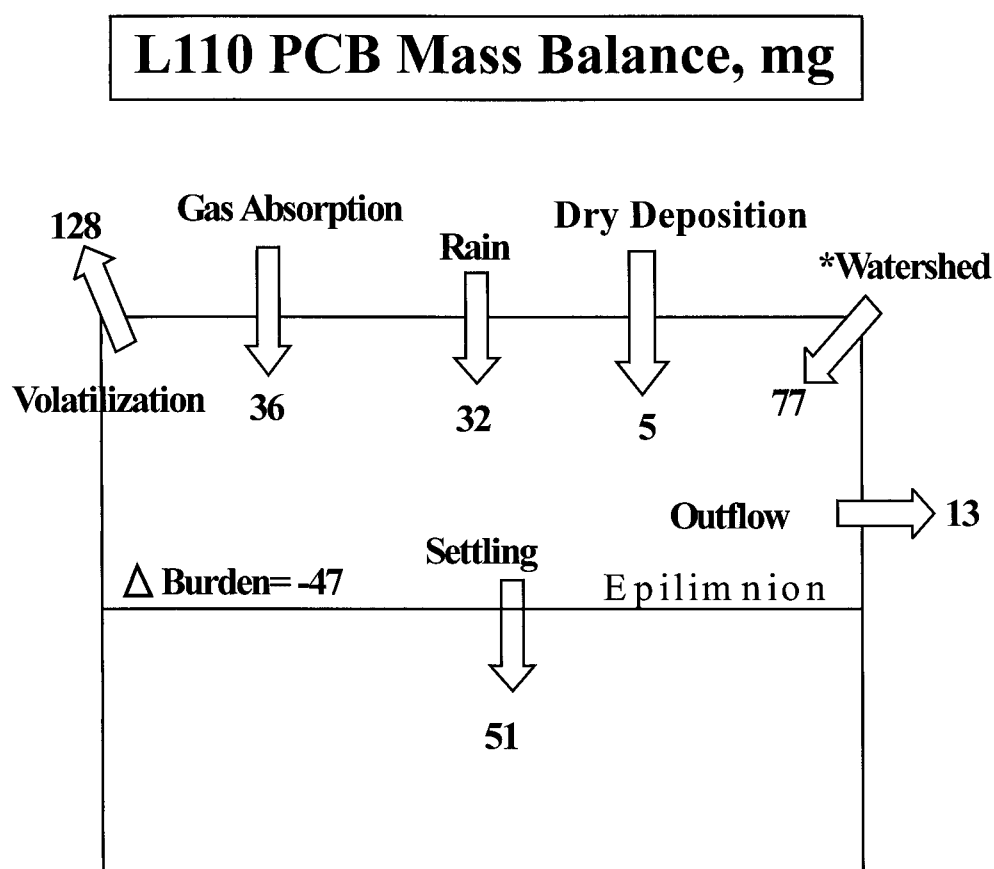 L110 PCB Mass Balance, mg
Gas Absorption
Dry Deposition
128
Rain
*Watershed
Volatilization
36
32
5
77
Outflow
13
Settling
Δ Burden= -47
Epilimnion
51